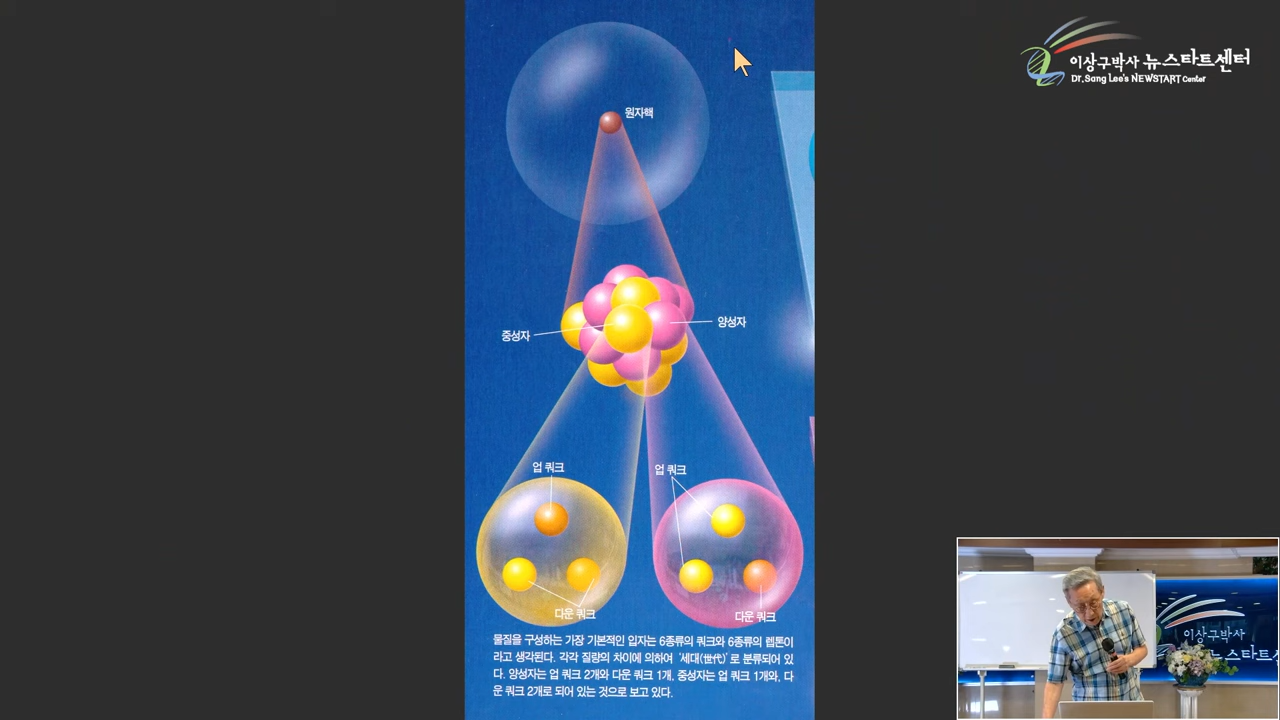 이상구박사 뉴스타트센터
Dr. Sang Lee's NEWSTART Center
원자핵
중성자
양성자
업 쿼크
업 쿼크
다운 쿼크
다운 쿼크
물질을 구성하는 가장 기본적인 입자는 6종류의 쿼크와 6종류의 렙톤이
라고 생각된다. 각각 질량의 차이에 의하여 '세대(世代)'로 분류되어 있
다. 양성자는 업 쿼크 2개와 다운 쿼크 1개, 중성자는 업 쿼크 1개와, 다
운 쿼크 2개로 되어 있는 것으로 보고 있다.
이상구박사
뉴스타트